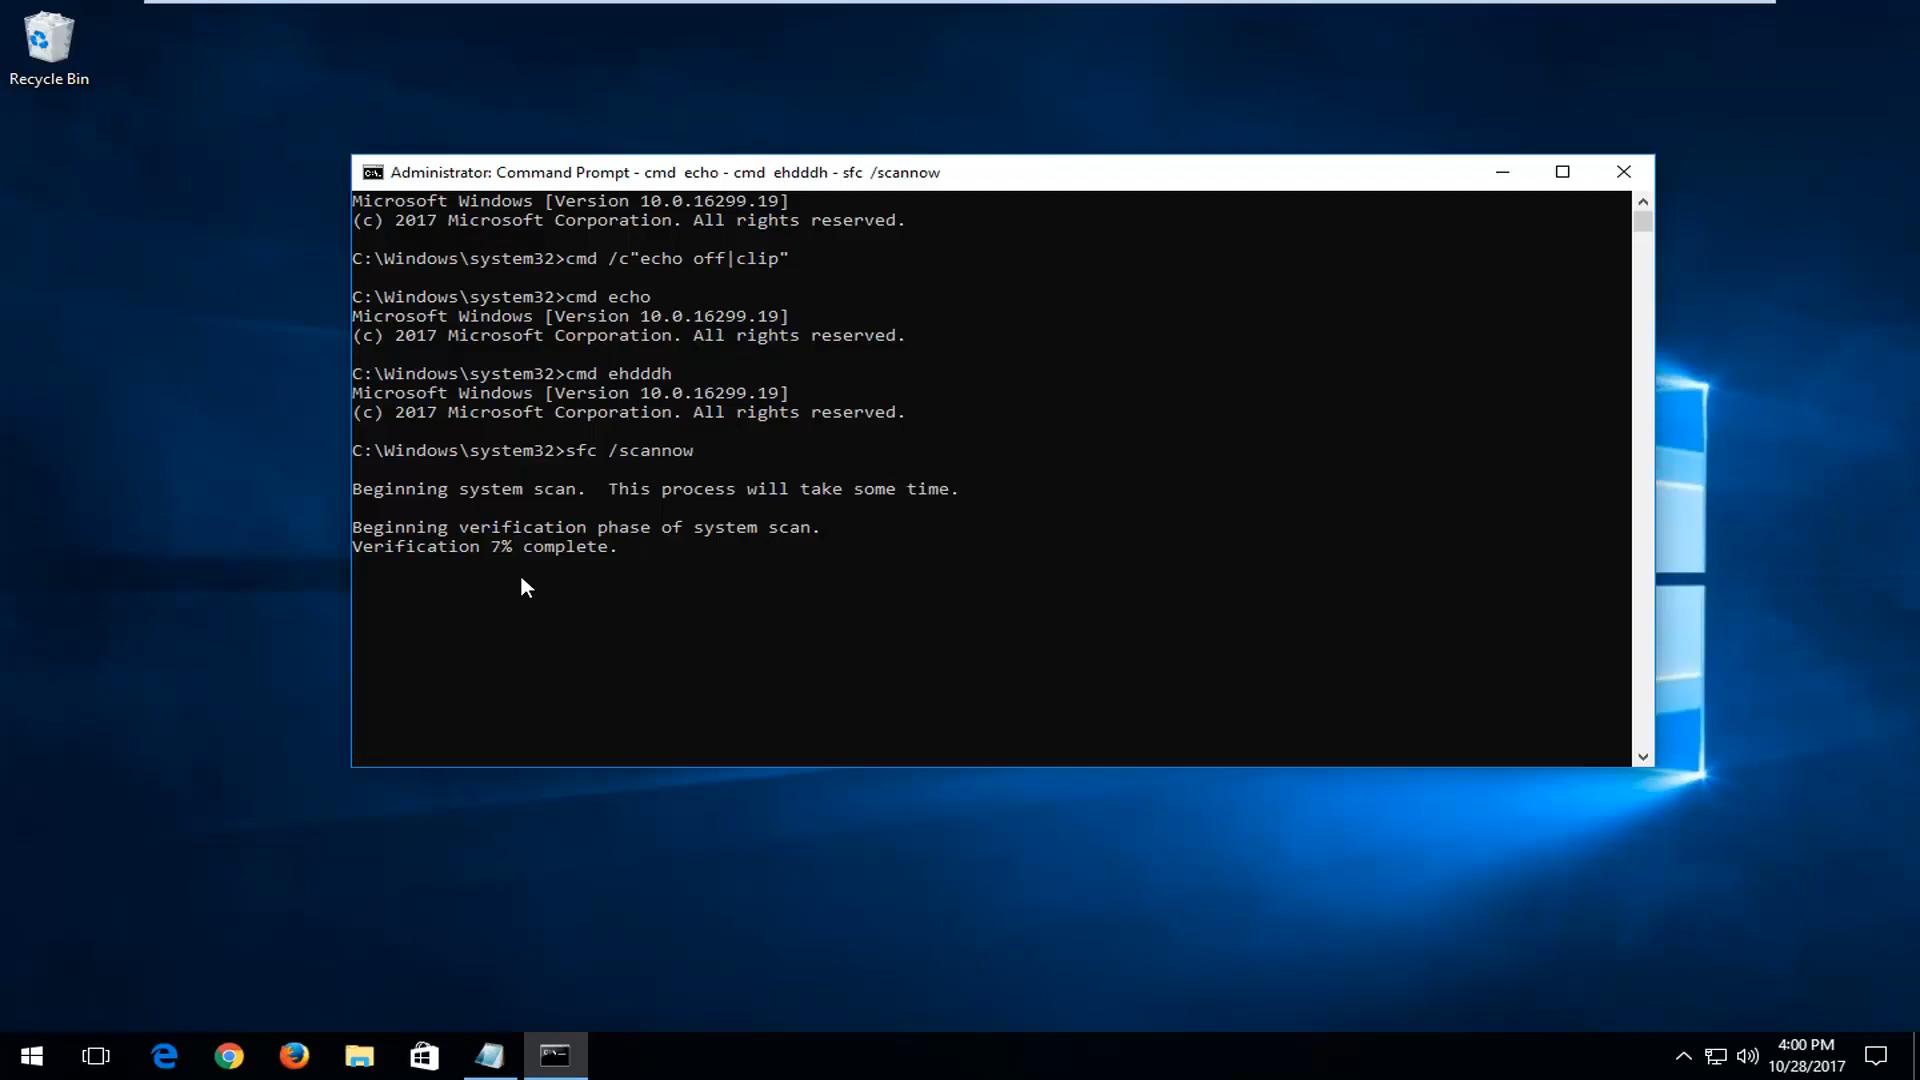 Recycle Bin
Administrator: Command Prompt - cmd  echo - cmd  ehdddh - sfc  /scannow
Microsoft Windows [Version 10.0.16299.19]
(c) 2017 Microsoft Corporation. All rights reserved.
C:\Windows\system32>cmd /c"echo off|clip"
C:\Windows\system32>cmd echo
Microsoft Windows [Version 10.0.16299.19]
(c) 2017 Microsoft Corporation. All rights reserved.
C:\Windows\system32>cmd ehdddh
Microsoft Windows [Version 10.0.16299.19]
(c) 2017 Microsoft Corporation. All rights reserved.
C:\Windows\system32>sfc /scannow
Beginning system scan.  This process will take some time.
Beginning verification phase of system scan.
Verification 7% complete.
4:00 PM
10/28/2017